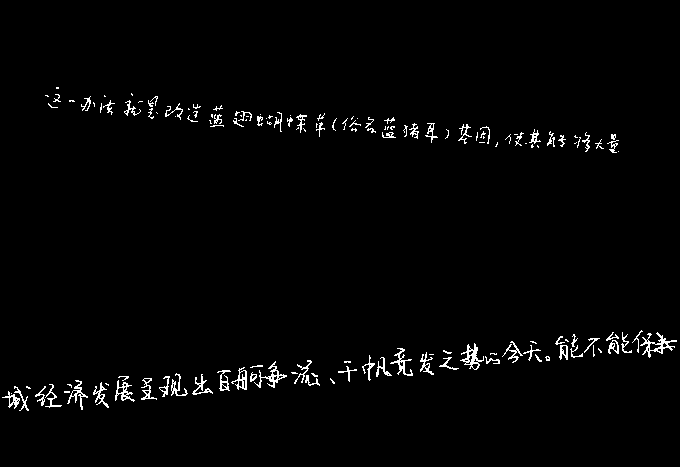 这一办法就是改造蓝翅蝴蝶草(俗名蓝猪耳)基因,使其能够大量
域经济发展呈现出百舸争流、千帆竞发之势的今天。能不能保持